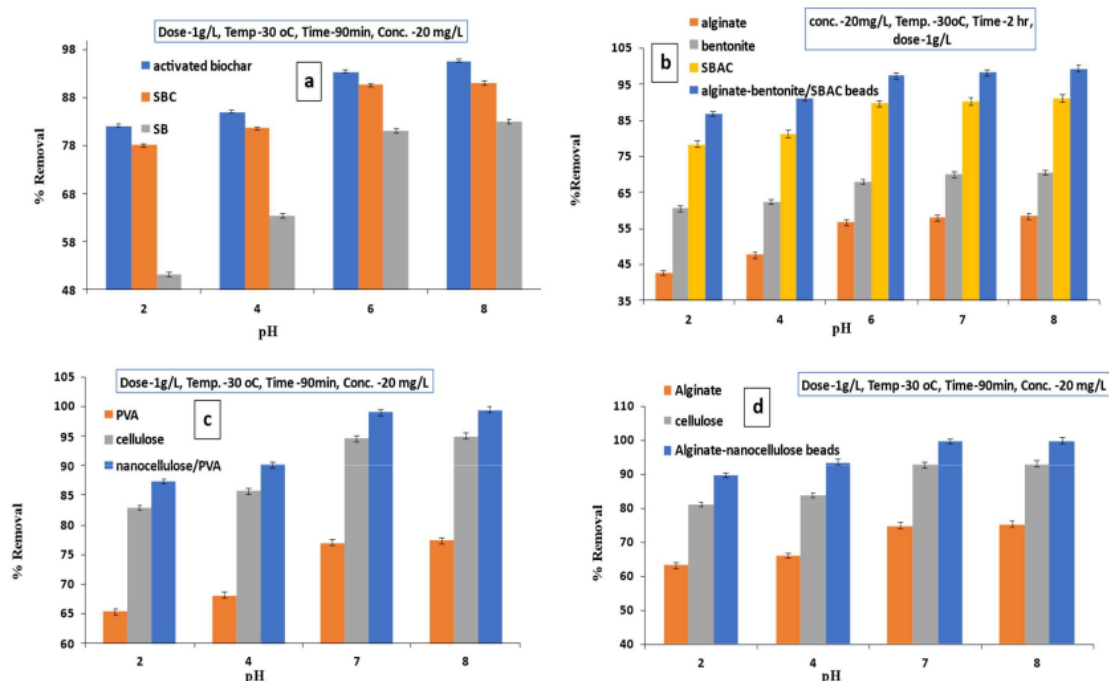 Dose-1g/L, Temp-30 oC, Time-90min, Conc. -20 mg/L
98
88
78
68
58
48
% Removal
activated biochar
SBC
SB
a
2 4 6 8
pH
conc. -20mg/L, Temp. -30oC, Time -2 hr,
dose-1g/L
105
95
85
75
65
55
45
35
%Removal
alginate
bentonite
SBAC
alginate-bentonite/SBAC beads
b
2 4 6 7 8
pH
Dose-1g/L, Temp. -30 oC, Time -90min, Conc. -20 mg/L
105
100
95
90
85
80
75
70
65
60
% Removal
PVA
cellulose
nanocellulose/PVA
c
2 4 7 8
pH
Dose-1g/L, Temp-30 oC, Time-90min, Conc. -20 mg/L
110
100
90
80
70
60
50
40
% Removal
Alginate
cellulose
Alginate-nanocellulose beads
d
2 4 7 8
pH